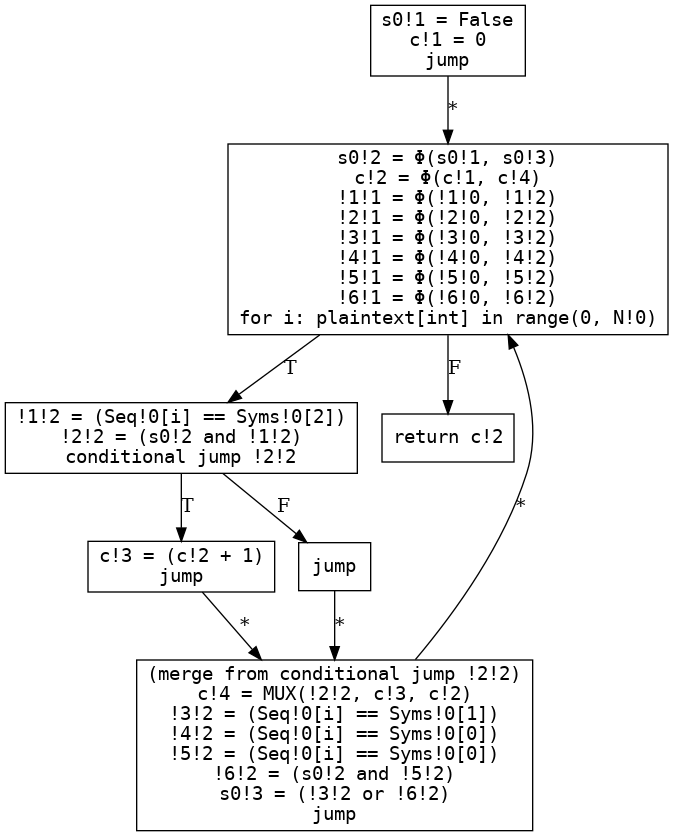 s0!1 = False
c!1 = 0
jump
*
s0!2 = Φ(s0!1, s0!3)
c!2 = Φ(c!1, c!4)
!1!1 = Φ(!1!0, !1!2)
!2!1 = Φ(!2!0, !2!2)
!3!1 = Φ(!3!0, !3!2)
!4!1 = Φ(!4!0, !4!2)
!5!1 = Φ(!5!0, !5!2)
!6!1 = Φ(!6!0, !6!2)
for i: plaintext[int] in range(0, N!0)
T
F
!1!2 = (Seq!0[i] == Syms!0[2])
!2!2 = (s0!2 and !1!2)
conditional jump !2!2
return c!2
T
F
*
c!3 = (c!2 + 1)
jump
jump
*
*
(merge from conditional jump !2!2)
c!4 = MUX(!2!2, c!3, c!2)
!3!2 = (Seq!0[i] == Syms!0[1])
!4!2 = (Seq!0[i] == Syms!0[0])
!5!2 = (Seq!0[i] == Syms!0[0])
!6!2 = (s0!2 and !5!2)
s0!3 = (!3!2 or !6!2)
jump